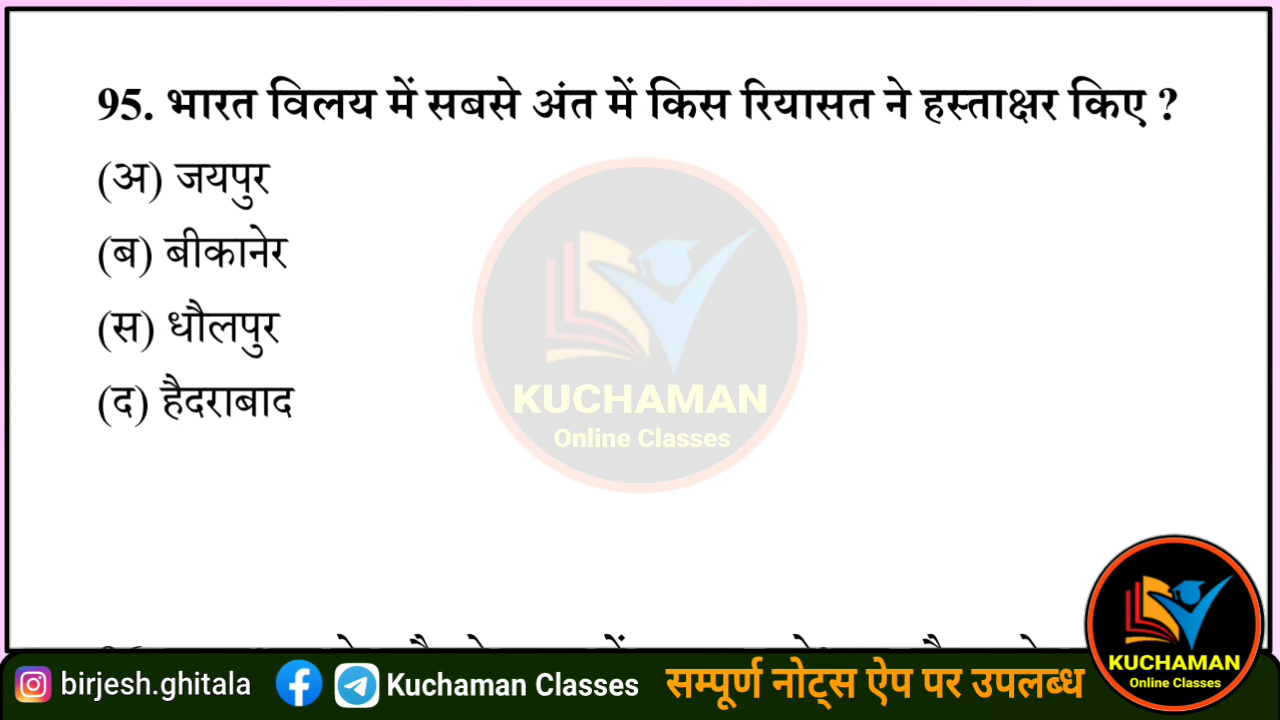 95. भारत विलय में सबसे अंत में किस रियासत ने हस्ताक्षर किए ?
(अ) जयपुर
(ब) बीकानेर
(स) धौलपुर
(द) हैदराबाद
KUCHAMAN
Online Classes
birjesh.ghitala
Kuchaman Classes
सम्पूर्ण नोट्स ऐप पर उपलब्ध
KUCHAMAN
Online Classes